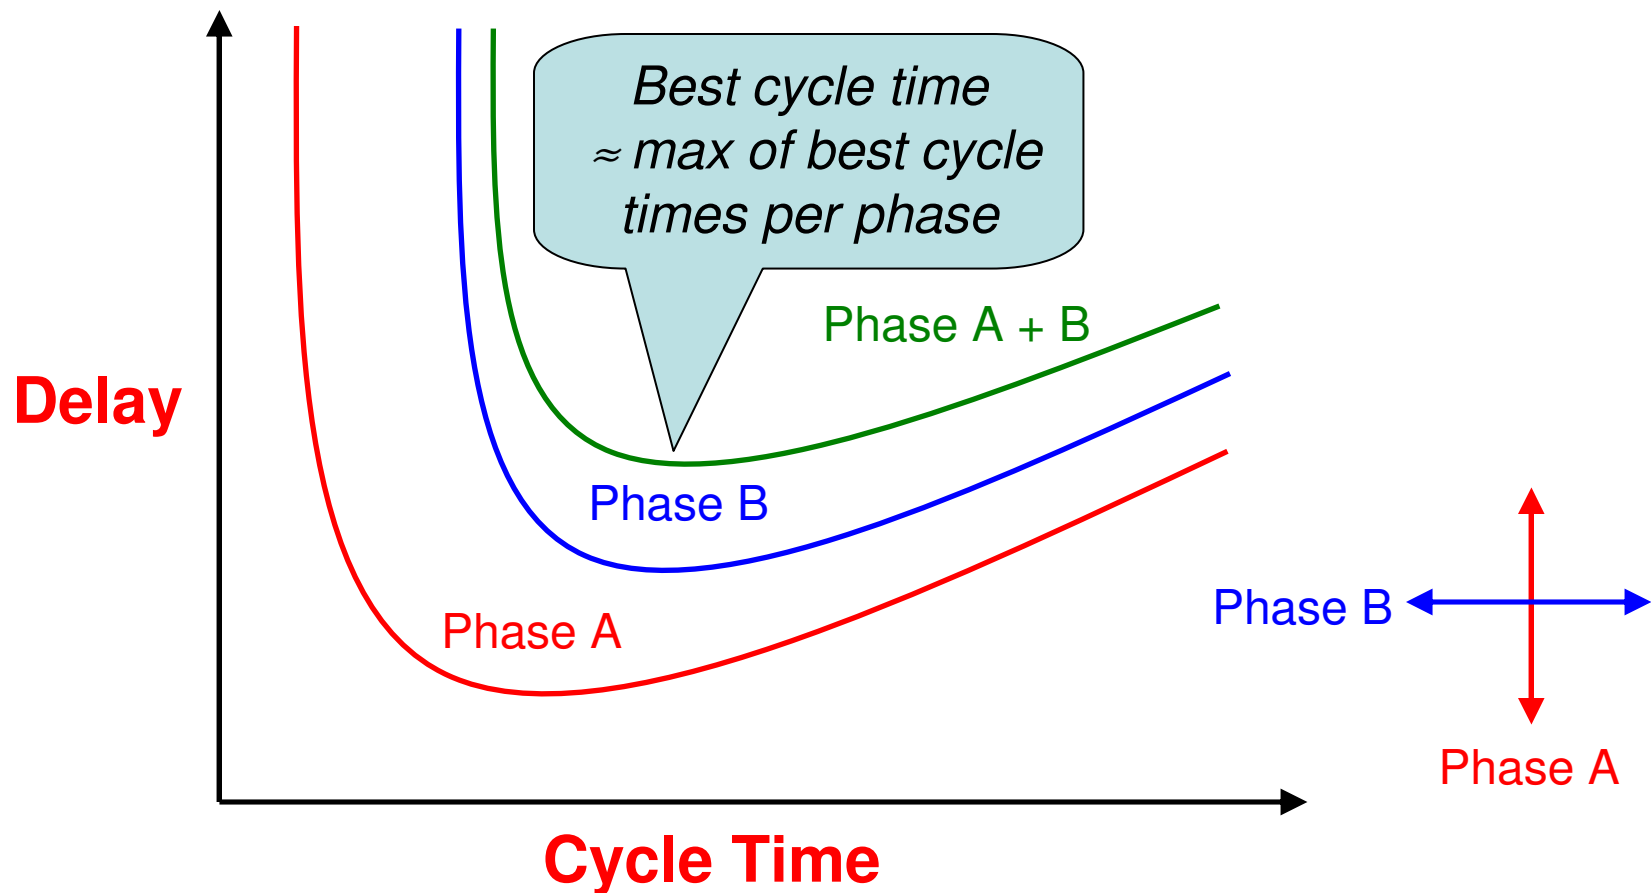 Best cycle time
≈ max of best cycle
times per phase
Phase A + B
Delay
Phase B
Phase B
Phase A
Phase A
Cycle Time